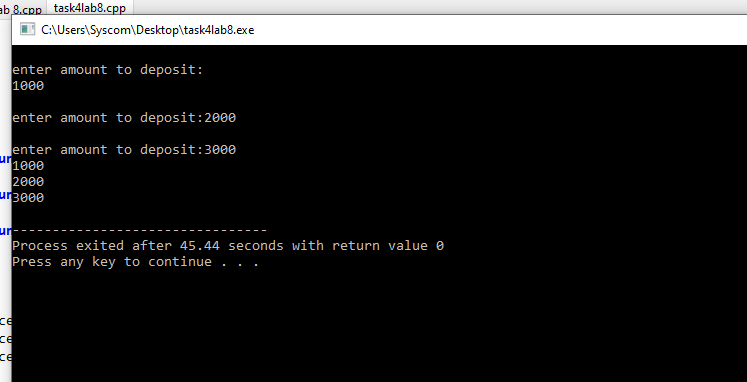 ab 8.cpp task4lab8.cpp
C:\Users\Syscom\Desktop\task4lab8.exe
enter amount to deposit:
1000
enter amount to deposit:2000
enter amount to deposit:3000
1000
ur
2000
ur
3000
ur
--------------------------------
Process exited after 45.44 seconds with return value 0
Press any key to continue . . .
ce
ce
ce